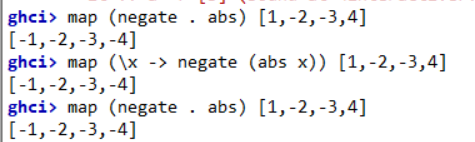 ghci> map (negate . abs) [1,-2,-3,4]
[-1,-2,-3,-4]
ghci> map (\x -> negate (abs x)) [1,-2,-3,4]
[-1,-2,-3,-4]
ghci> map (negate . abs) [1,-2,-3,4]
[-1,-2,-3,-4]